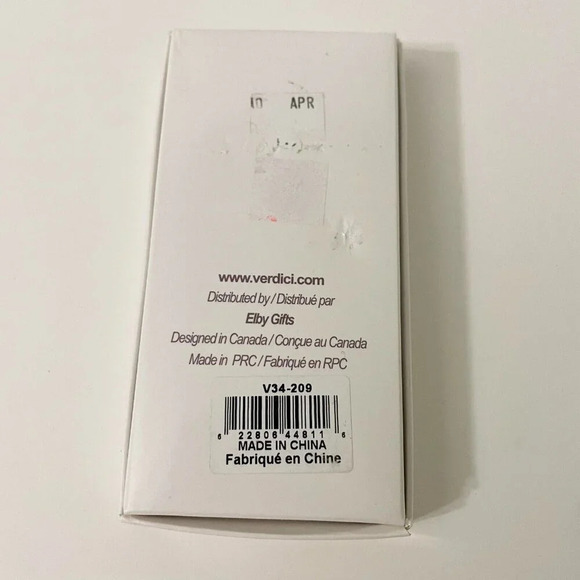 APR
www.verdici.com
Distributed by / Distribué par
Elby Gifts
Designed in Canada / Conçue au Canada
Made in PRC / Fabriqué en RPC
V34-209
6 22806 44811 6
MADE IN CHINA
Fabriqué en Chine